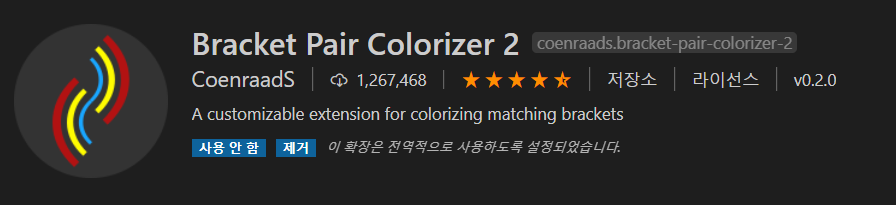 Bracket Pair Colorizer 2 coenraads.bracket-pair-colorizer-2
CoenraadS 1,267,468 저장소 라이선스 v0.2.0
A customizable extension for colorizing matching brackets
사용 안 함 제거 이 확장은 전역적으로 사용하도록 설정되었습니다.